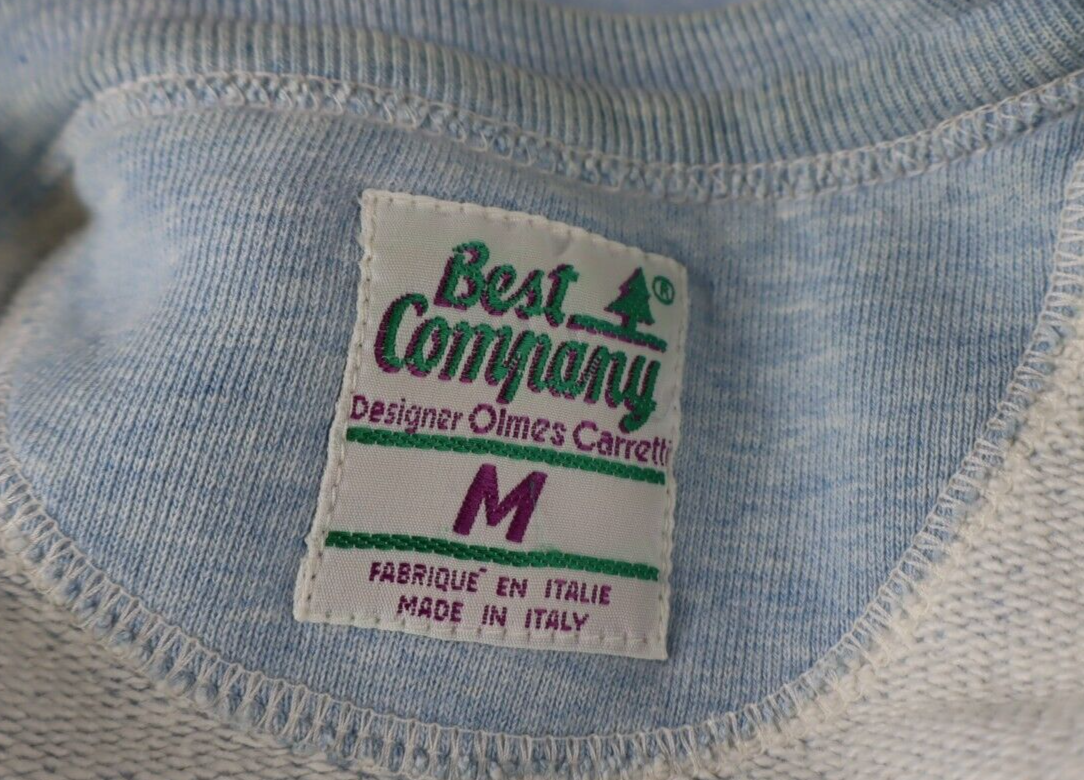 Best ®
Company
Designer Olmes Carretti
M
FABRIQUE´ EN ITALIE
MADE IN ITALY